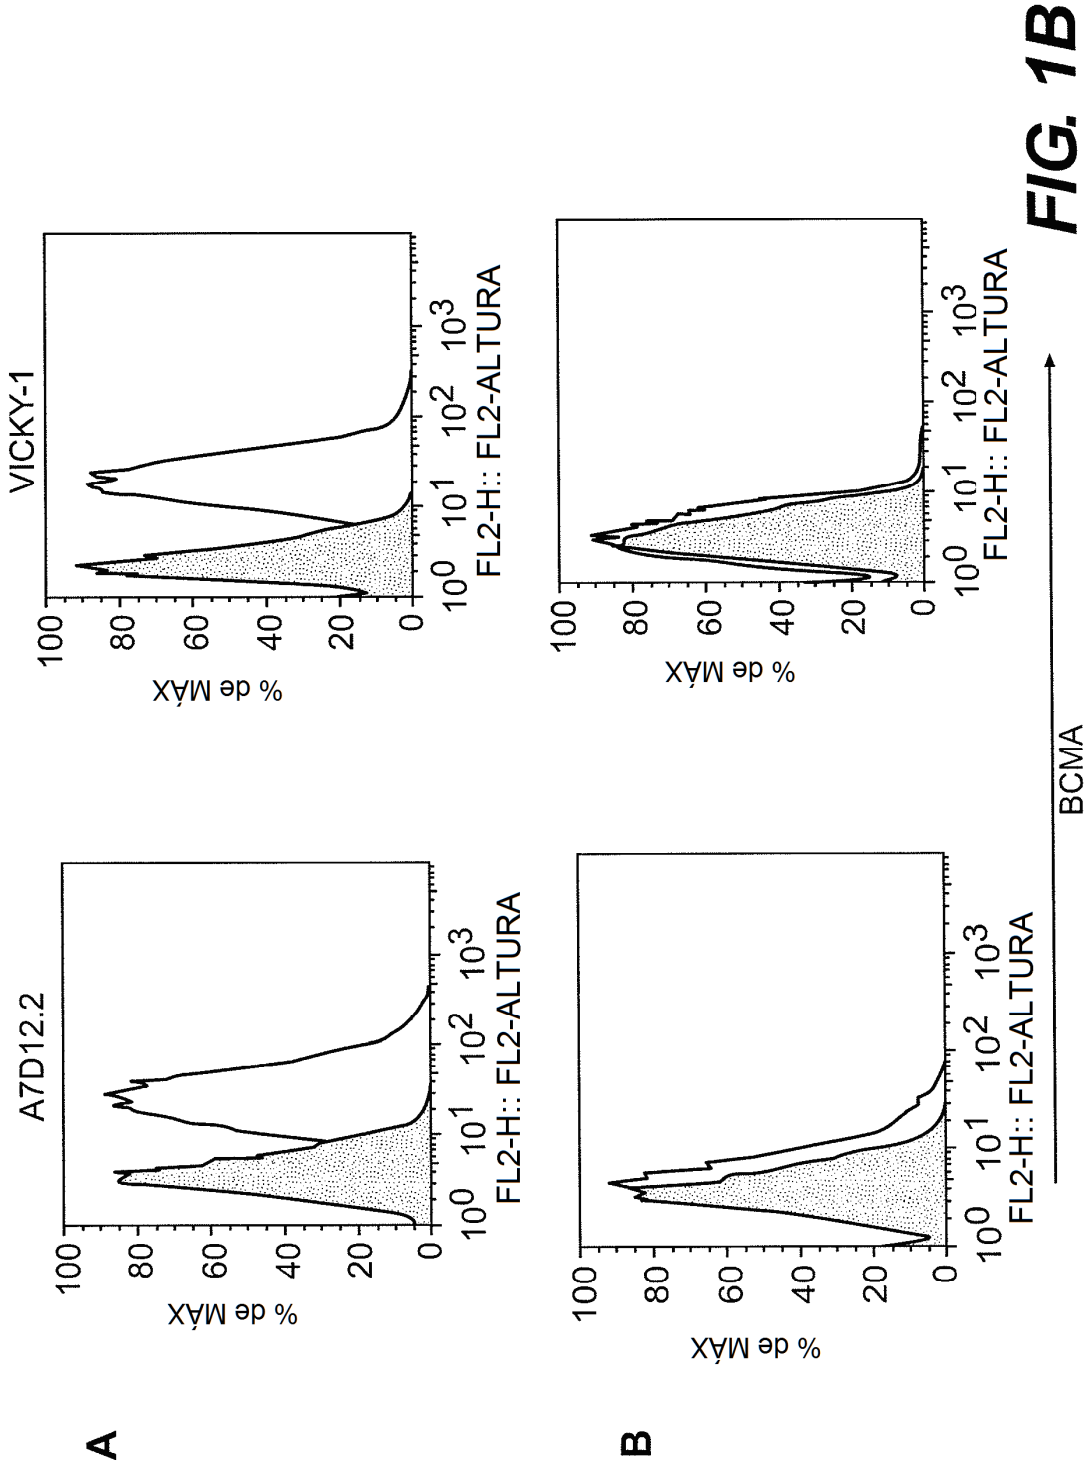 A7D12.2
VICKY-1
A
% de MÁX
100
80
60
40
20
0
10⁰ 10¹ 10² 10³
FL2-H:: FL2-ALTURA
% de MÁX
100
80
60
40
20
0
10⁰ 10¹ 10² 10³
FL2-H:: FL2-ALTURA
B
% de MÁX
100
80
60
40
20
0
10⁰ 10¹ 10² 10³
FL2-H:: FL2-ALTURA
% de MÁX
100
80
60
40
20
0
10⁰ 10¹ 10² 10³
FL2-H:: FL2-ALTURA
BCMA
FIG. 1B